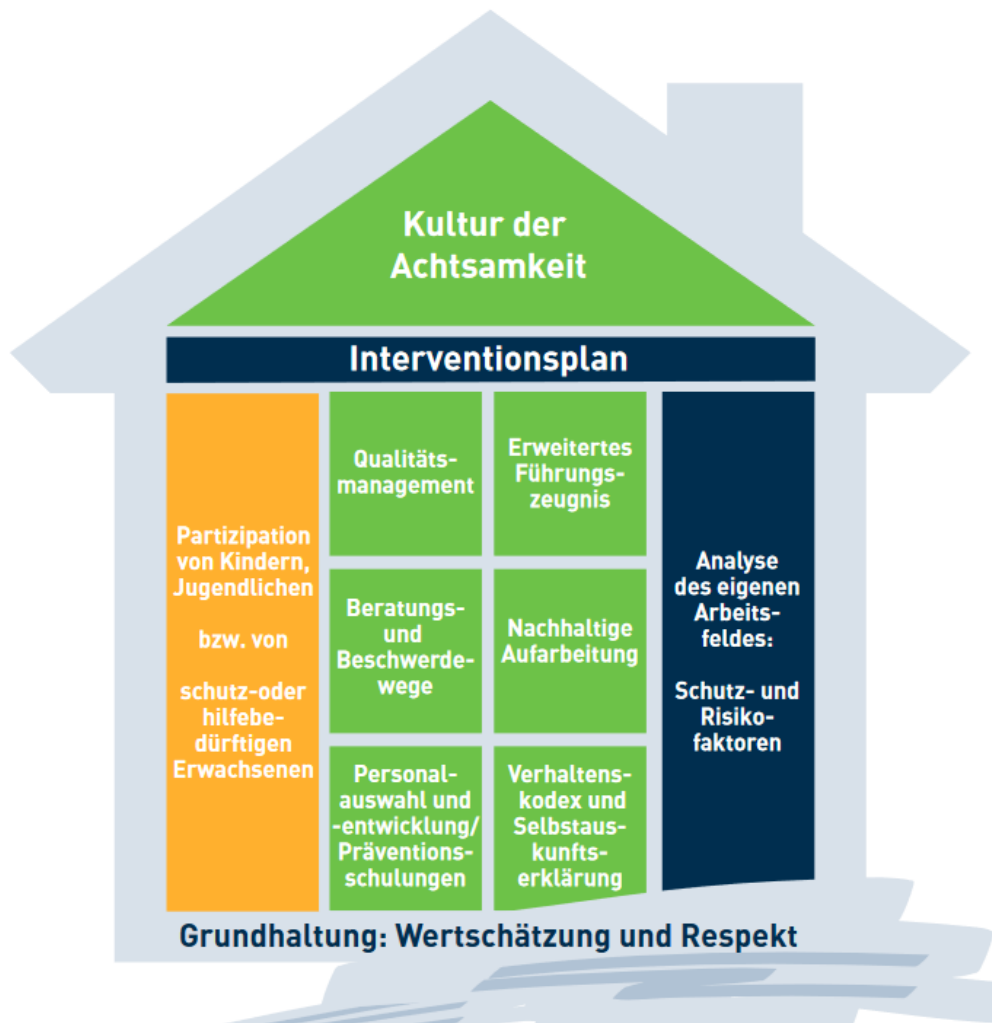 Kultur der
Achtsamkeit
Interventionsplan
Partizipation
von Kindern,
Jugendlichen
bzw. von
schutz-oder
hilfebe-
dürftigen
Erwachsenen
Qualitäts-
management
Erweitertes
Führungs-
zeugnis
Beratungs-
und
Beschwerde-
wege
Nachhaltige
Aufarbeitung
Personal-
auswahl und
-entwicklung/
Präventions-
schulungen
Verhaltens-
kodex und
Selbstaus-
kunfts-
erklärung
Analyse
des eigenen
Arbeits-
feldes:
Schutz- und
Risiko-
faktoren
Grundhaltung: Wertschätzung und Respekt